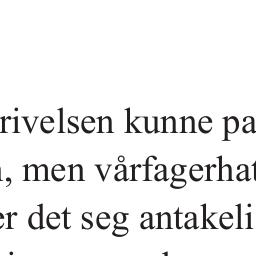 rivelsen kunne pa
, men vårfagerhat
er det seg antakeli